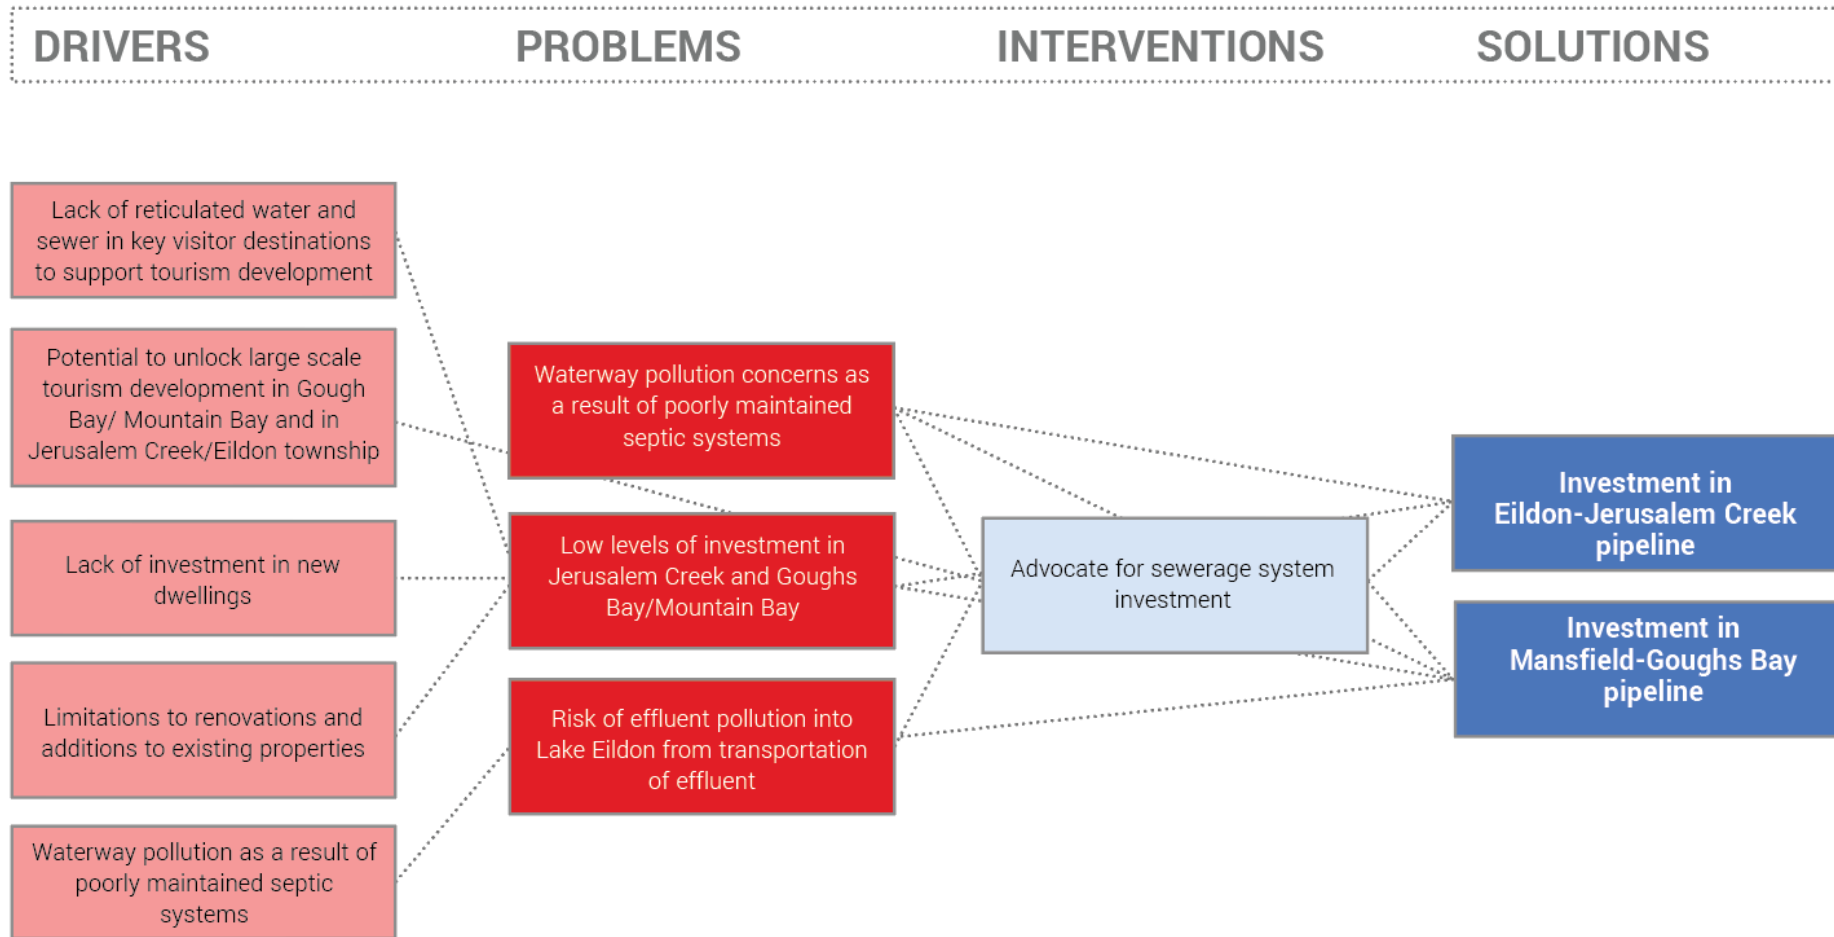 DRIVERS
PROBLEMS
INTERVENTIONS
SOLUTIONS
Lack of reticulated water and
sewer in key visitor destinations
to support tourism development
Potential to unlock large scale
tourism development in Gough
Bay/ Mountain Bay and in
Jerusalem Creek/Eildon township
Lack of investment in new
dwellings
Limitations to renovations and
additions to existing properties
Waterway pollution as a result of
poorly maintained septic
systems
Waterway pollution concerns as
a result of poorly maintained
septic systems
Low levels of investment in
Jerusalem Creek and Goughs
Bay/Mountain Bay
Risk of effluent pollution into
Lake Eildon from transportation
of effluent
Advocate for sewerage system
investment
Investment in
Eildon-Jerusalem Creek
pipeline
Investment in
Mansfield-Goughs Bay
pipeline